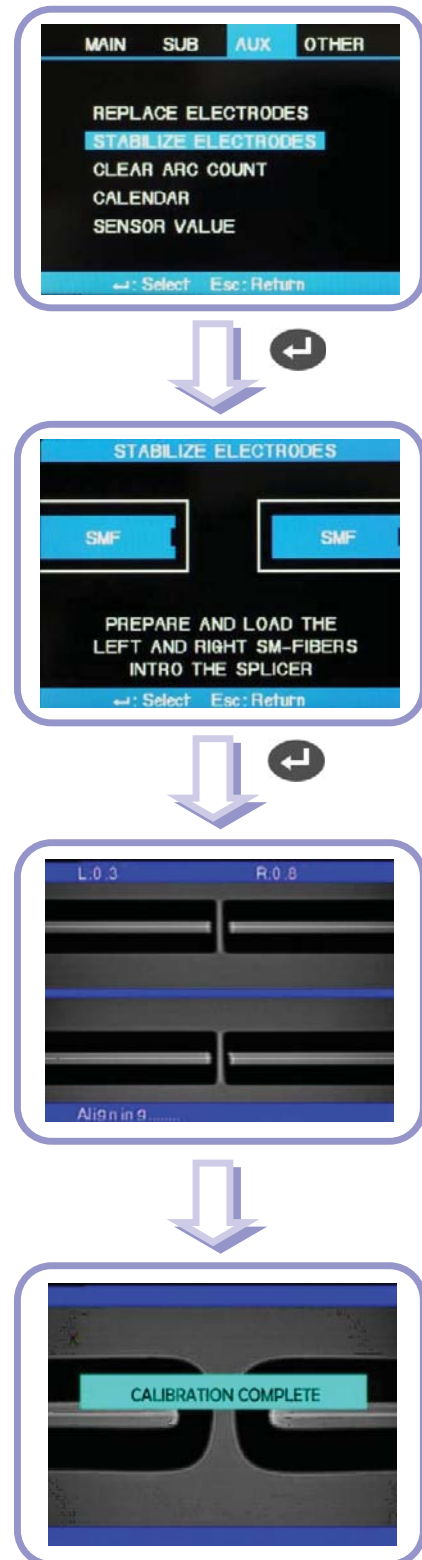 MAIN SUB AUX OTHER
REPLACE ELECTRODES
STABILIZE ELECTRODES
CLEAR ARC COUNT
CALENDAR
SENSOR VALUE
↵: Select Esc: Return
STABILIZE ELECTRODES
SMF SMF
PREPARE AND LOAD THE
LEFT AND RIGHT SM-FIBERS
INTRO THE SPLICER
↵: Select Esc: Return
L:0.3 R:0.8
Aligning........
CALIBRATION COMPLETE